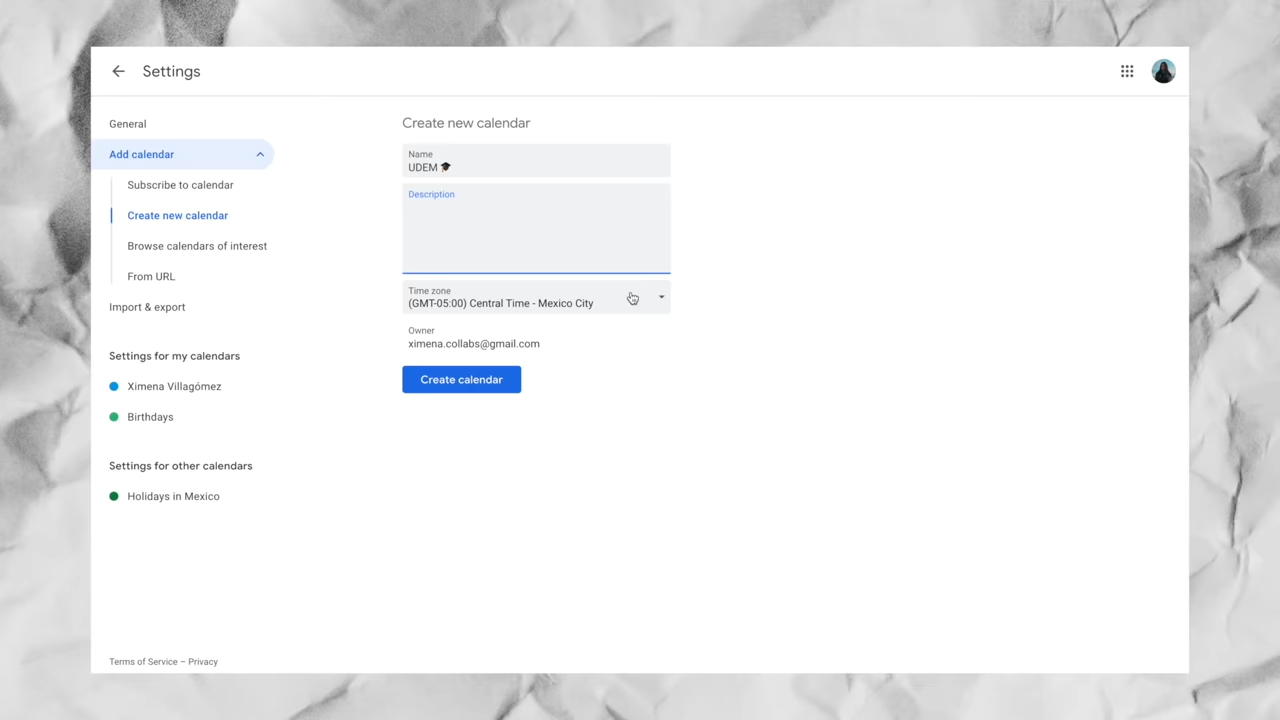 Settings
General
Add calendar
Subscribe to calendar
Create new calendar
Browse calendars of interest
From URL
Import & export
Settings for my calendars
Ximena Villagómez
Birthdays
Settings for other calendars
Holidays in Mexico
Terms of Service – Privacy
Create new calendar
Name
UDEM 🎓
Description
Time zone
(GMT-05:00) Central Time - Mexico City
Owner
ximena.collabs@gmail.com
Create calendar